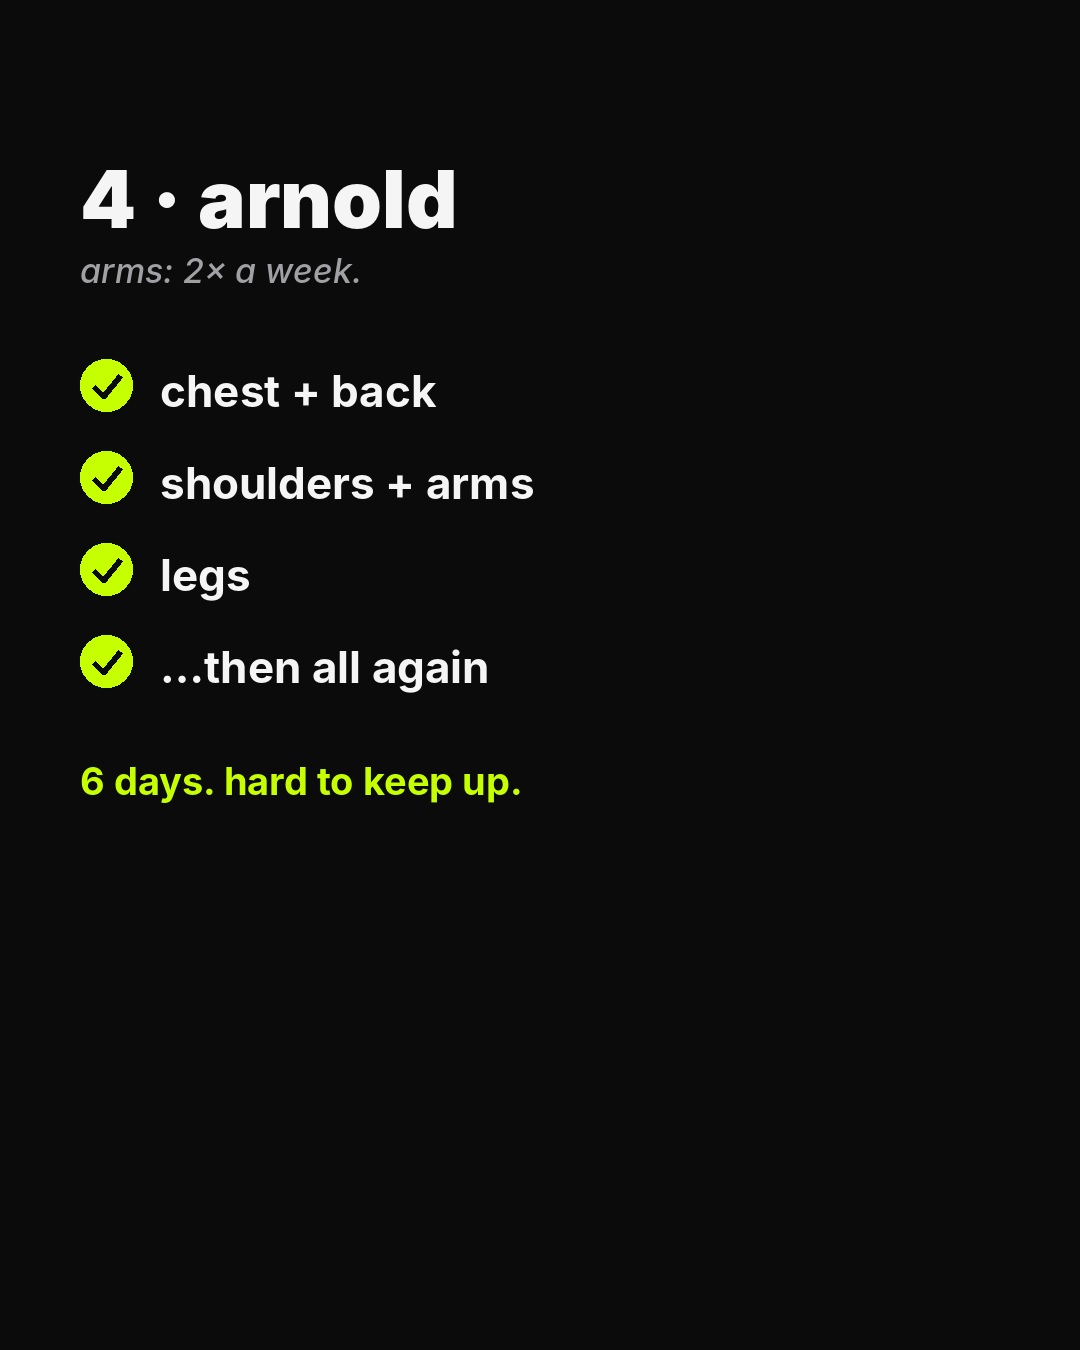 4 · arnold
arms: 2× a week.
chest + back
shoulders + arms
legs
...then all again
6 days. hard to keep up.